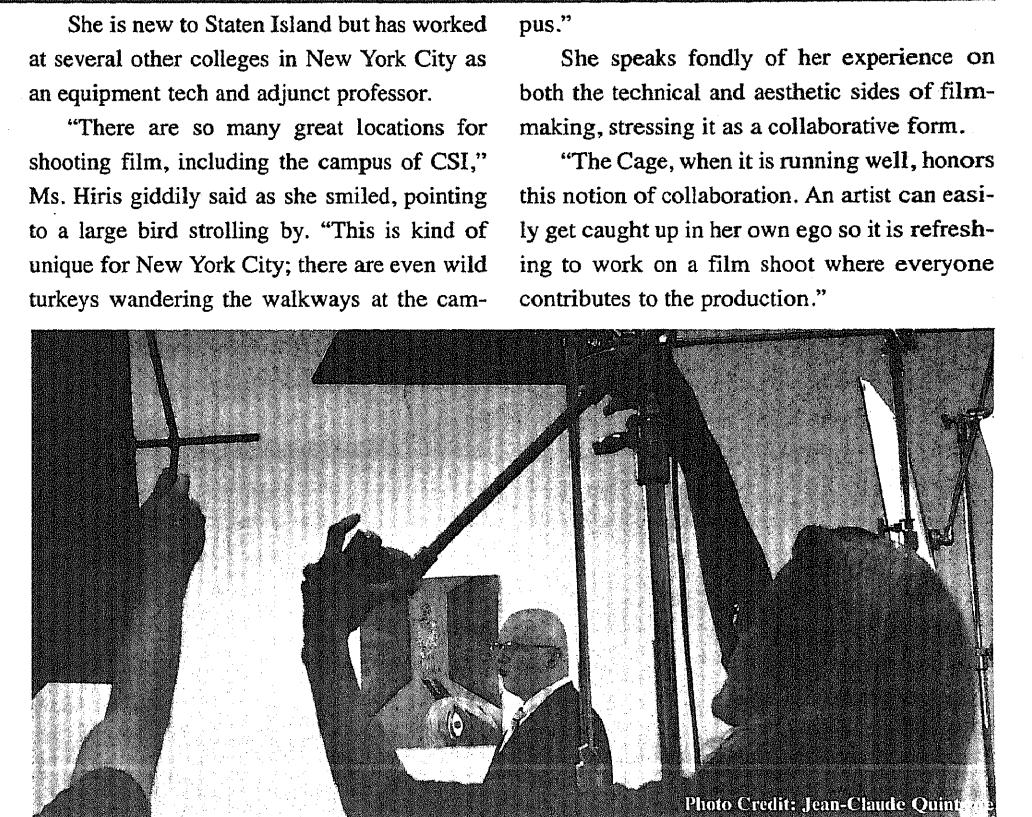 She is new to Staten Island but has worked
at several other colleges in New York City as
an equipment tech and adjunct professor.
“There are so many great locations for
shooting film, including the campus of CSI,”
Ms. Hiris giddily said as she smiled, pointing
to a large bird strolling by. “This is kind of
unique for New York City; there are even wild
turkeys wandering the walkways at the cam-
pus.”
She speaks fondly of her experience on
both the technical and aesthetic sides of film-
making, stressing it as a collaborative form.
“The Cage, when it is running well, honors
this notion of collaboration. An artist can easi-
ly get caught up in her own ego so it is refresh-
ing to work on a film shoot where everyone
contributes to the production.”
Photo Credit: Jean-Claude